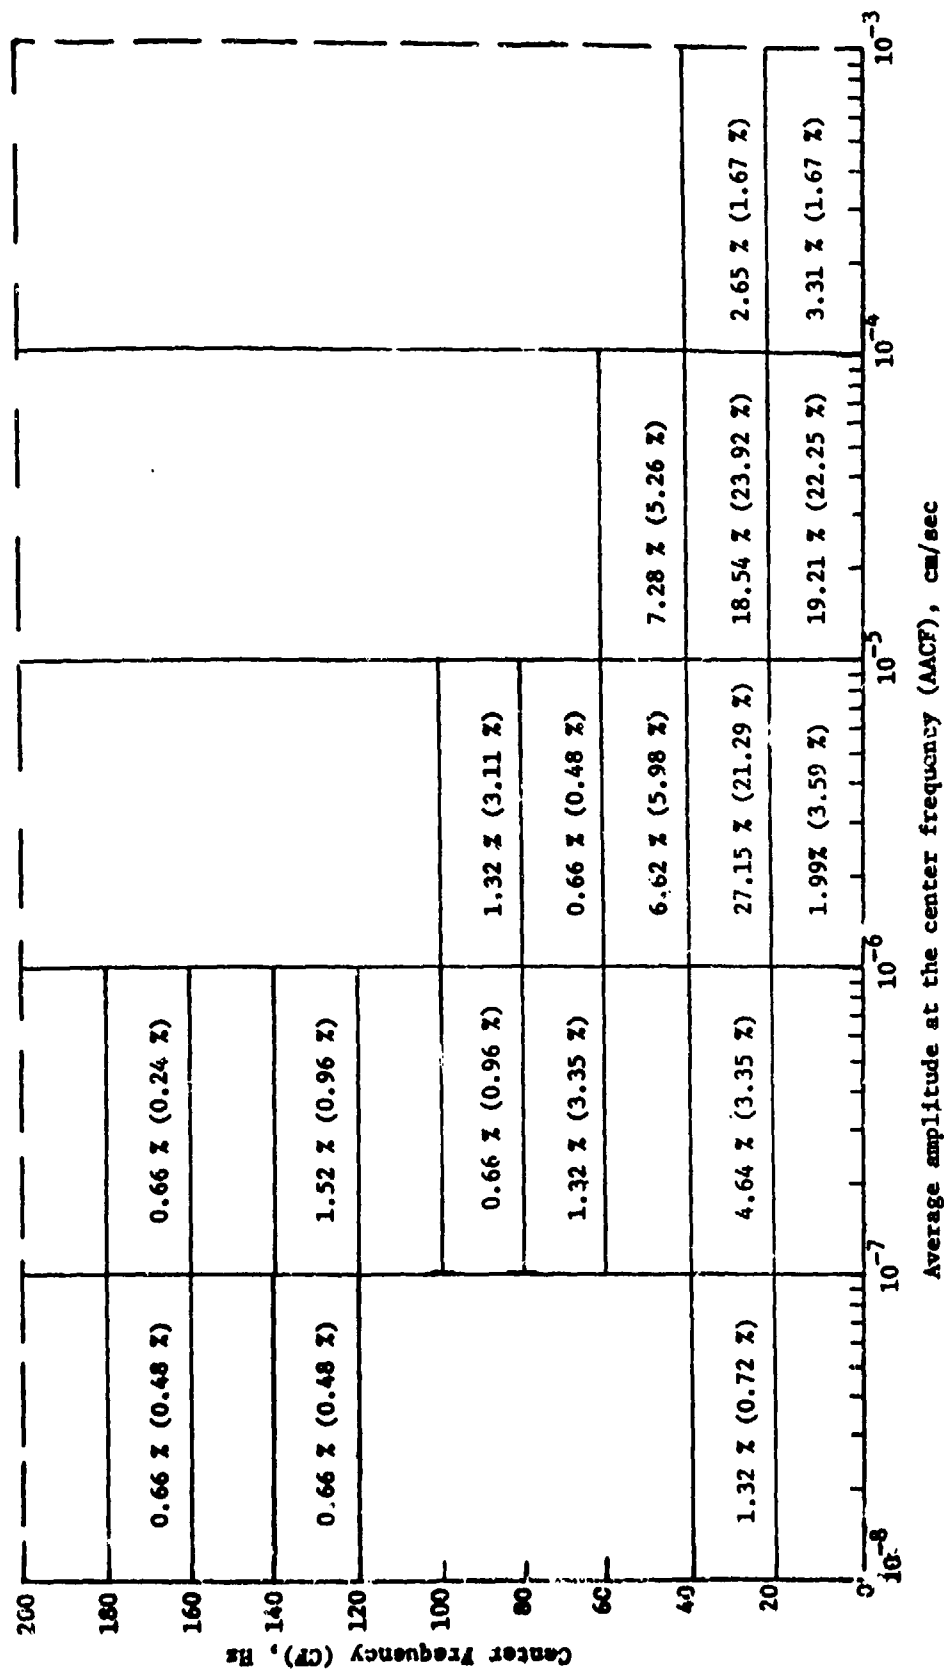 Center Frequency (CF), Hz
200
180
0.66 % (0.48 %)
0.66 % (0.24 %)
160
140
0.66 % (0.48 %)
1.52 % (0.96 %)
120
100
0.66 % (0.96 %)
1.32 % (3.11 %)
80
1.32 % (3.35 %)
0.66 % (0.48 %)
60
6.62 % (5.98 %)
7.28 % (5.26 %)
40
1.32 % (0.72 %)
4.64 % (3.35 %)
27.15 % (21.29 %)
18.54 % (23.92 %)
2.65 % (1.67 %)
20
1.99% (3.59 %)
19.21 % (22.25 %)
3.31 % (1.67 %)
0
10-8
10-7
10-6
10-5
10-4
10-3
Average amplitude at the center frequency (AACF), cm/sec